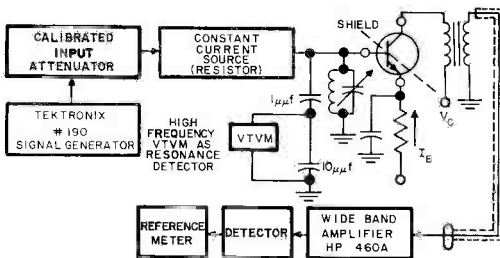 SHIELD
CALIBRATED
INPUT
ATTENUATOR
CONSTANT
CURRENT
SOURCE
(RESISTOR)
TEKTRONIX
# 190
SIGNAL GENERATOR
HIGH
FREQUENCY
VTVM AS
RESONANCE
DETECTOR
1μμf
VTVM
10μμf
VC
IE
REFERENCE
METER
DETECTOR
WIDE BAND
AMPLIFIER
HP 460A